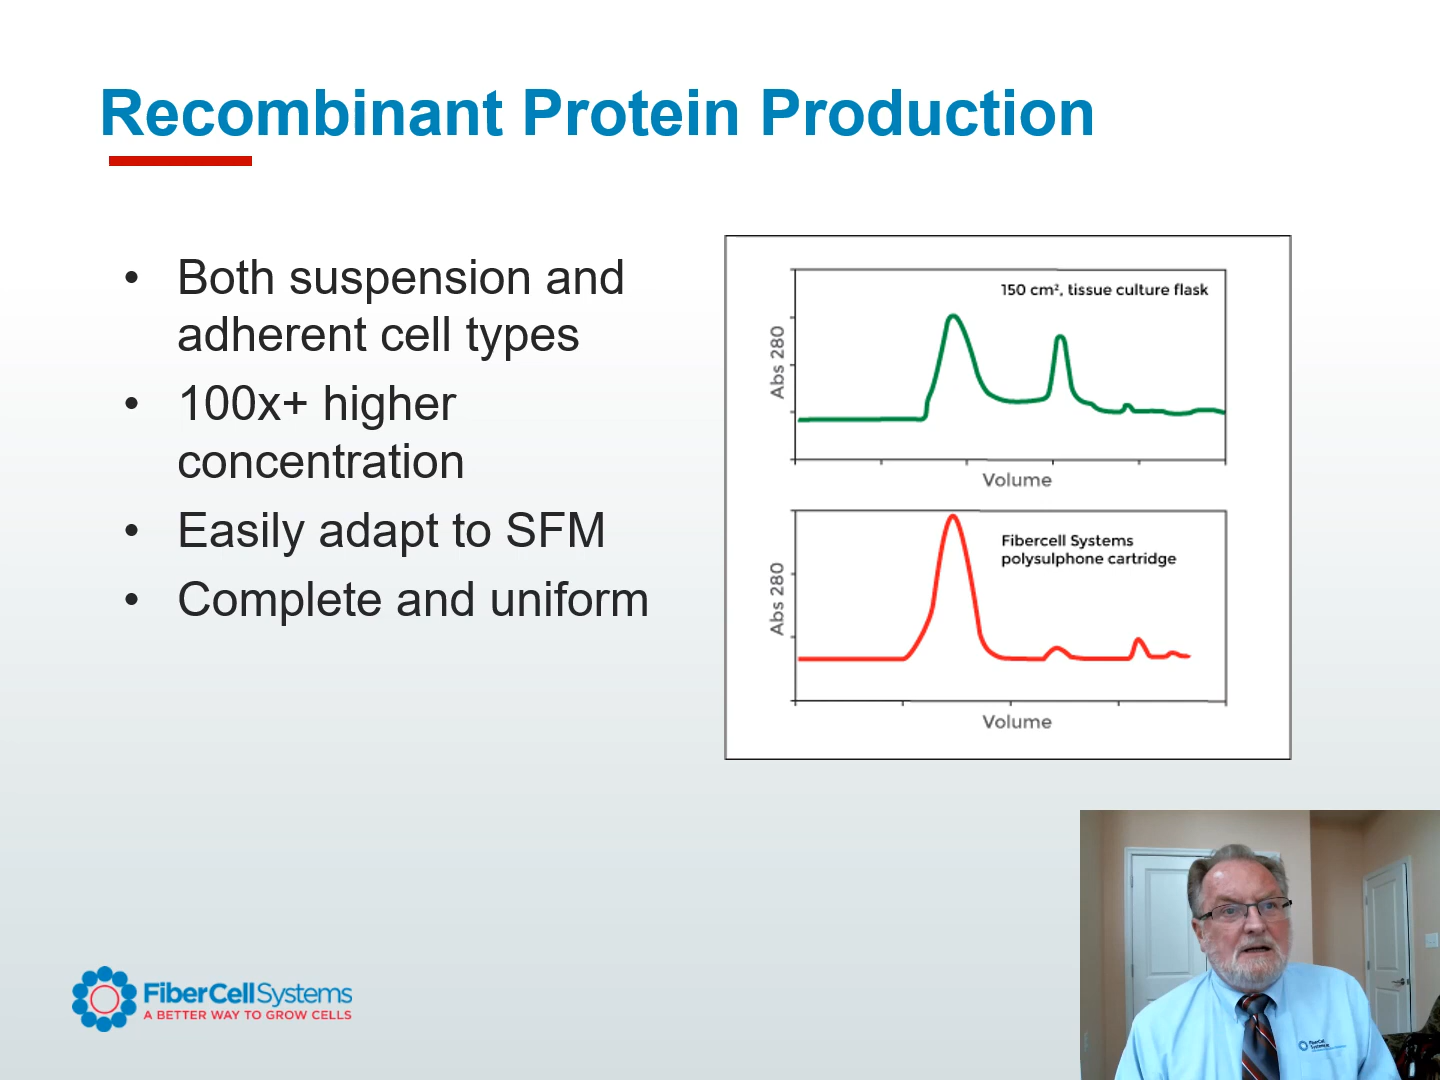 Recombinant Protein Production
• Both suspension and
adherent cell types
• 100x+ higher
concentration
• Easily adapt to SFM
• Complete and uniform
150 cm², tissue culture flask
Abs 280
Volume
Fibercell Systems
polysulphone cartridge
Abs 280
Volume
FiberCellSystems
A BETTER WAY TO GROW CELLS
FiberCell
Systems